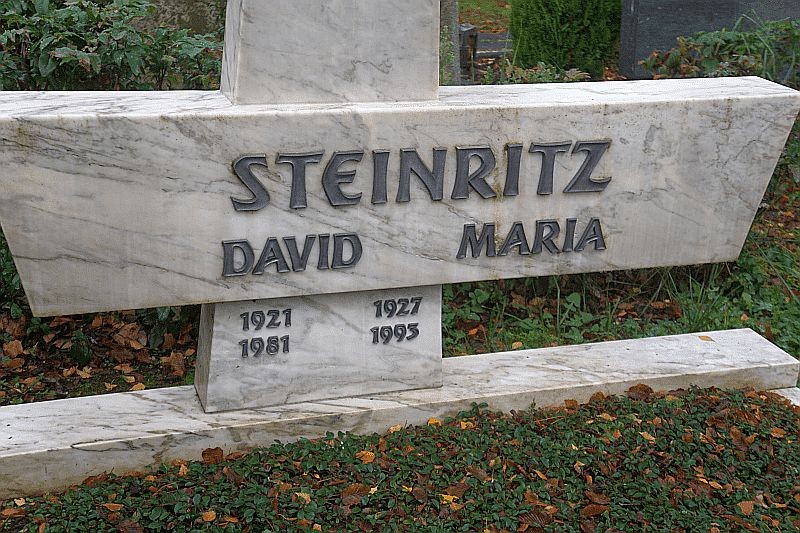 STEINRITZ
DAVID MARIA
1921 1927
1981 1993